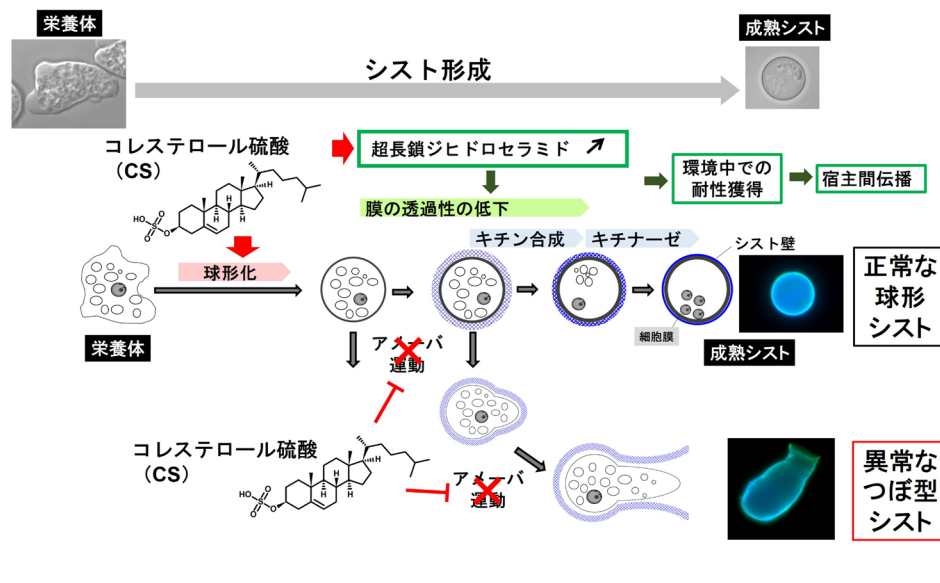 栄養体
成熟シスト
シスト形成
コレステロール硫酸
（CS）
超長鎖ジヒドロセラミド
環境中での
耐性獲得
宿主間伝播
膜の透過性の低下
HO
O
S
O
O
H
H
H
H
キチン合成
キチナーゼ
シスト壁
球形化
正常な
球形
シスト
栄養体
細胞膜
成熟シスト
アメーバ
運動
コレステロール硫酸
（CS）
HO
O
S
O
O
H
H
H
H
アメーバ
運動
異常な
つぼ型
シスト